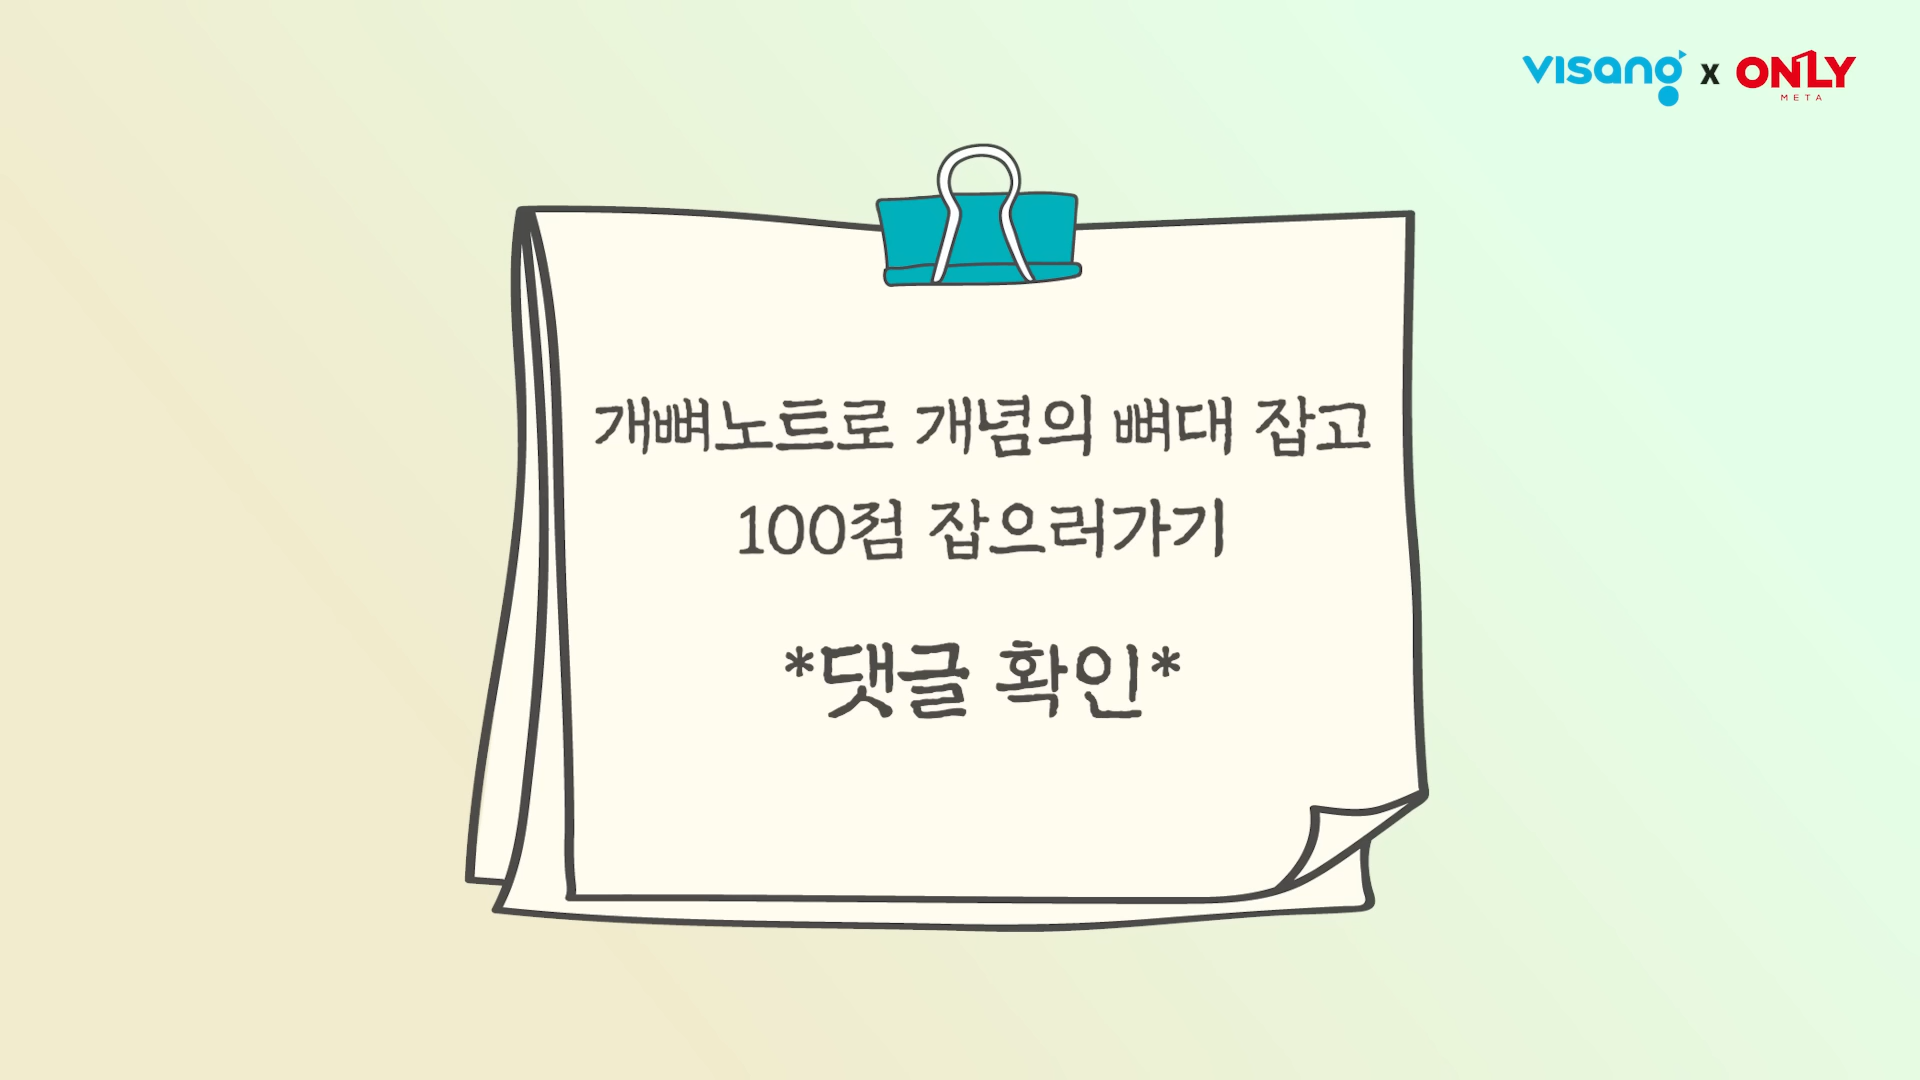 visang x ON1LY
META
개뼈노트로 개념의 뼈대 잡고
100점 잡으러가기
*댓글 확인*